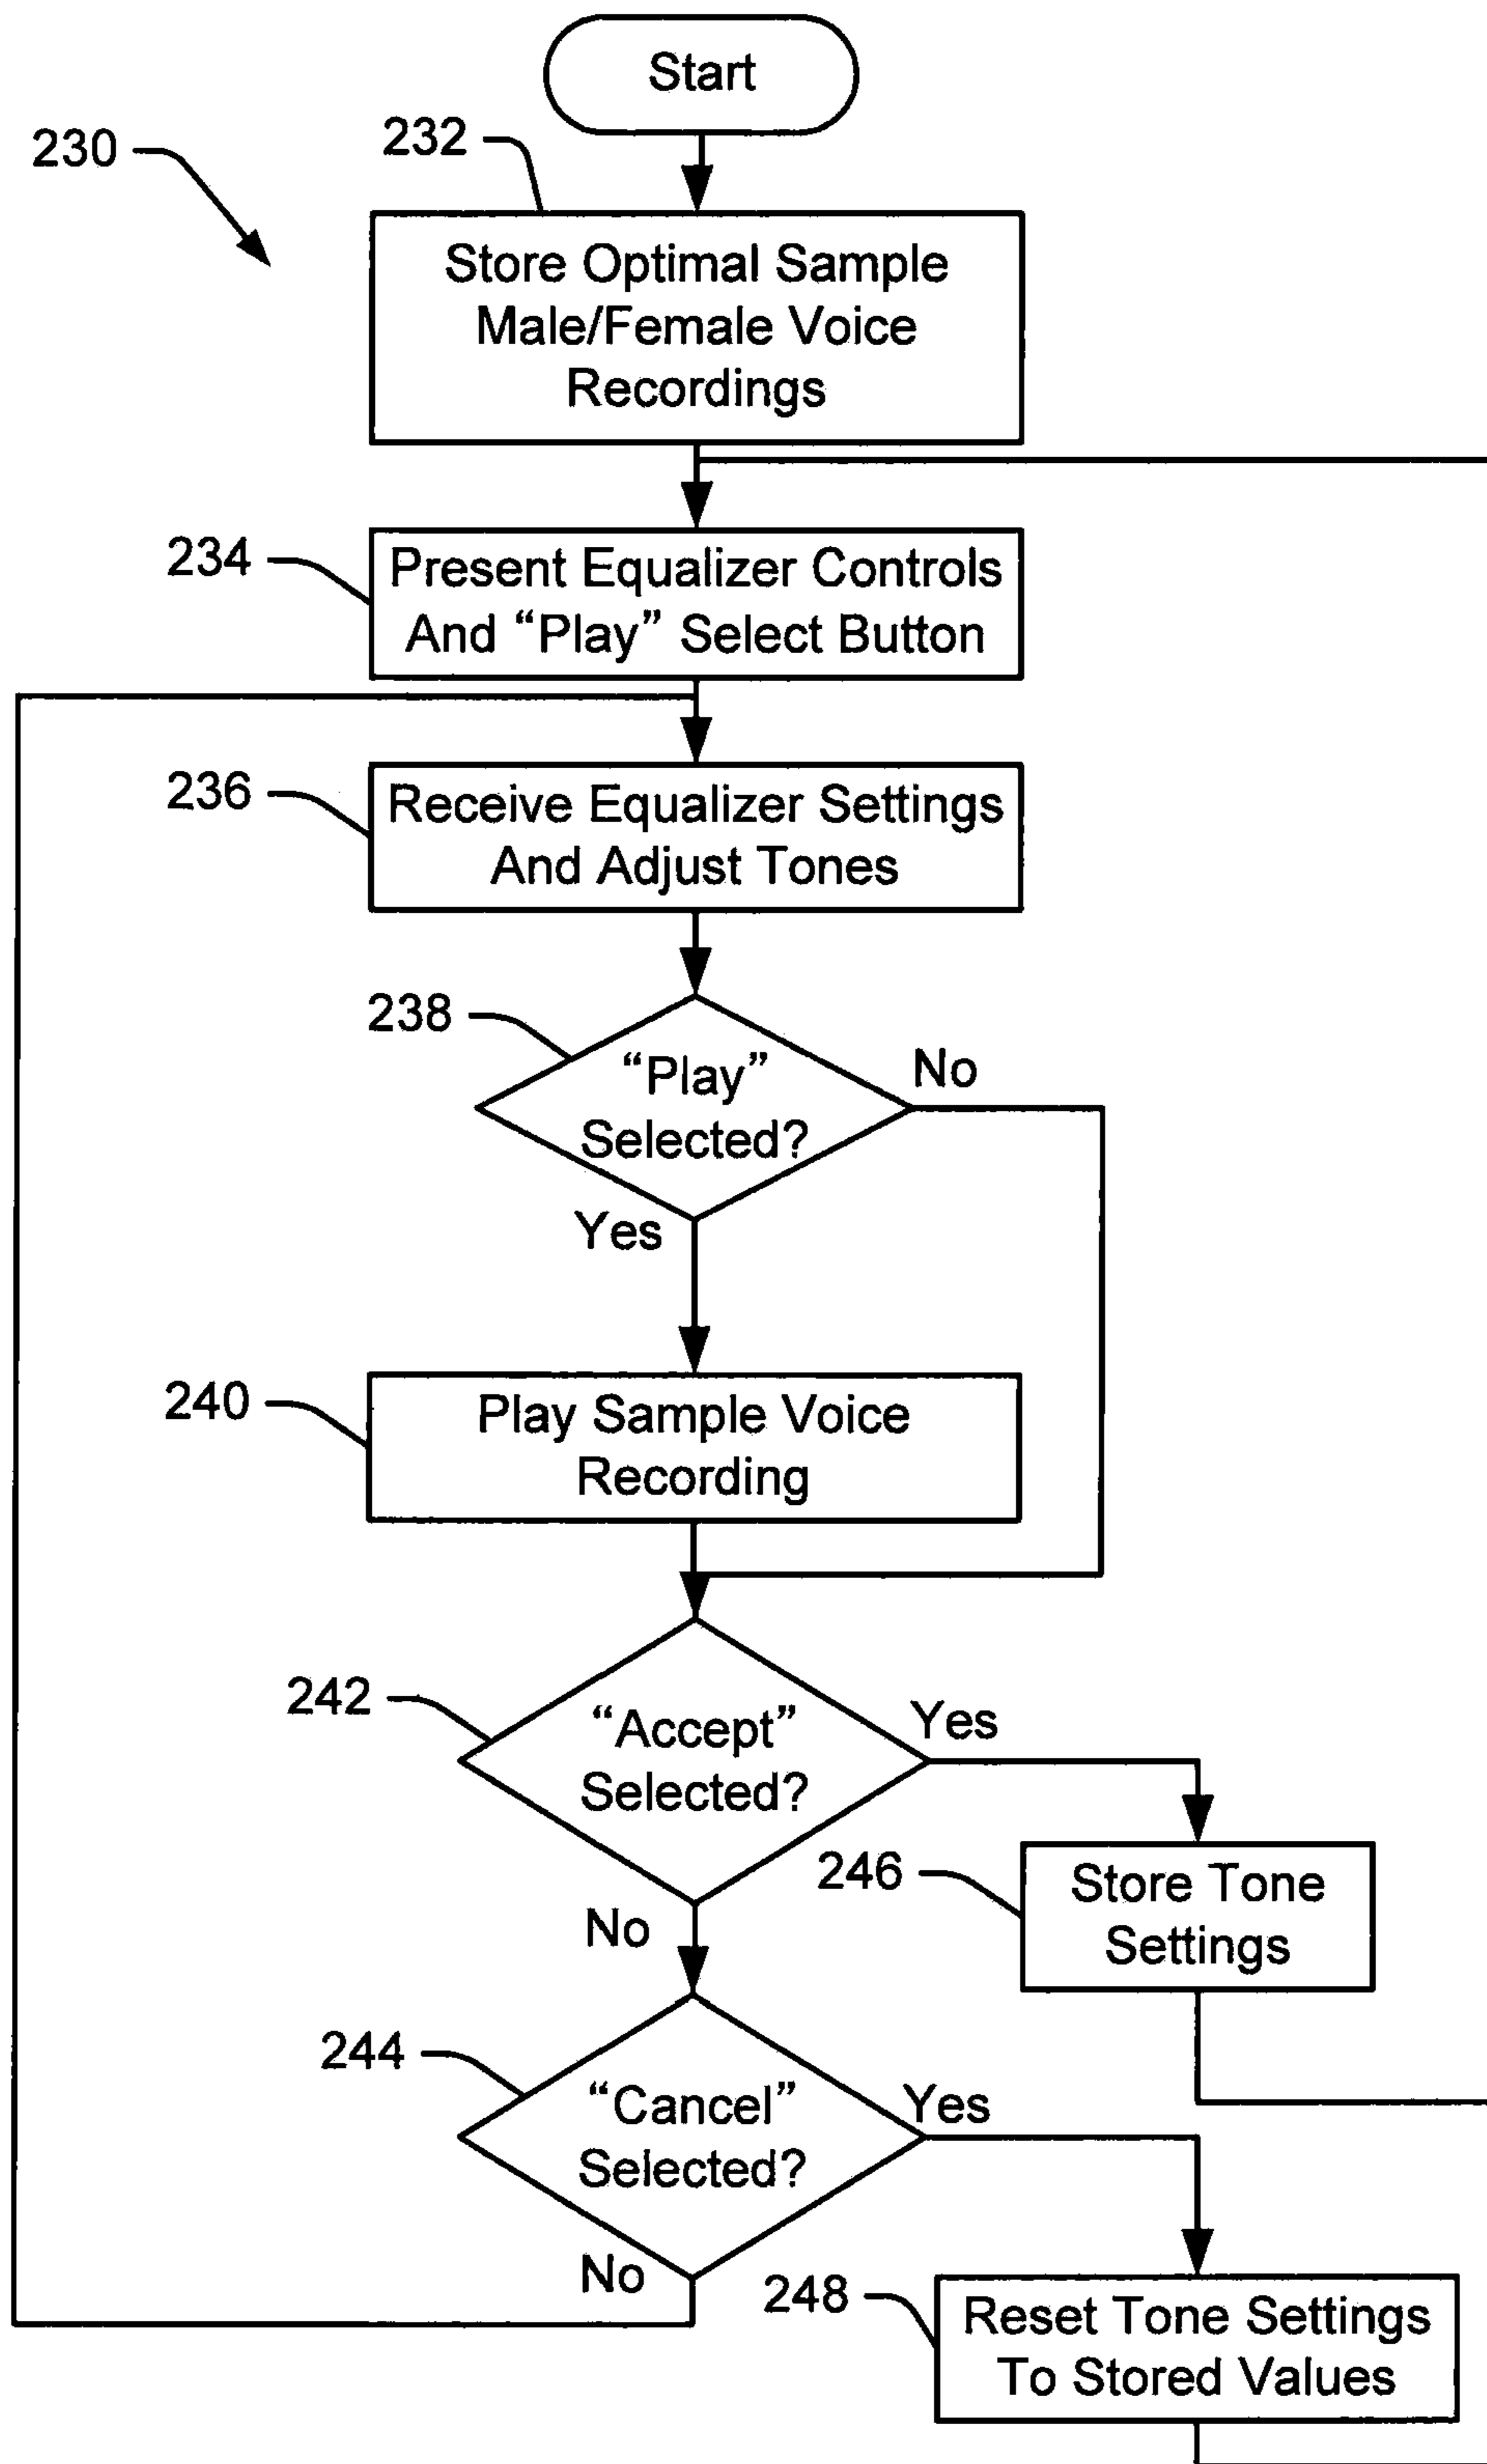 Start
230
232
Store Optimal Sample
Male/Female Voice
Recordings
234
Present Equalizer Controls
And “Play” Select Button
236
Receive Equalizer Settings
And Adjust Tones
238
“Play”
Selected?
No
Yes
240
Play Sample Voice
Recording
242
“Accept”
Selected?
Yes
No
246
Store Tone
Settings
244
“Cancel”
Selected?
Yes
No
248
Reset Tone Settings
To Stored Values